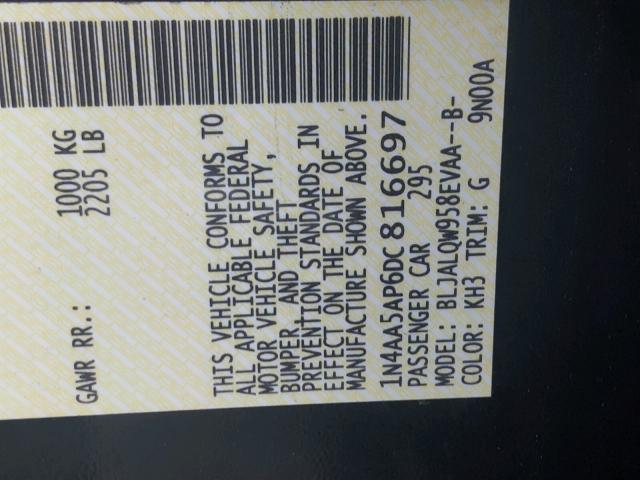 GAWR RR.: 1000 KG
2205 LB
THIS VEHICLE CONFORMS TO
ALL APPLICABLE FEDERAL
MOTOR VEHICLE SAFETY,
BUMPER, AND THEFT
PREVENTION STANDARDS IN
EFFECT ON THE DATE OF
MANUFACTURE SHOWN ABOVE.
1N4AA5AP6DC816697
PASSENGER CAR 295
MODEL: BLJALQW958EVAA--B-
COLOR: KH3 TRIM: G 9N00A